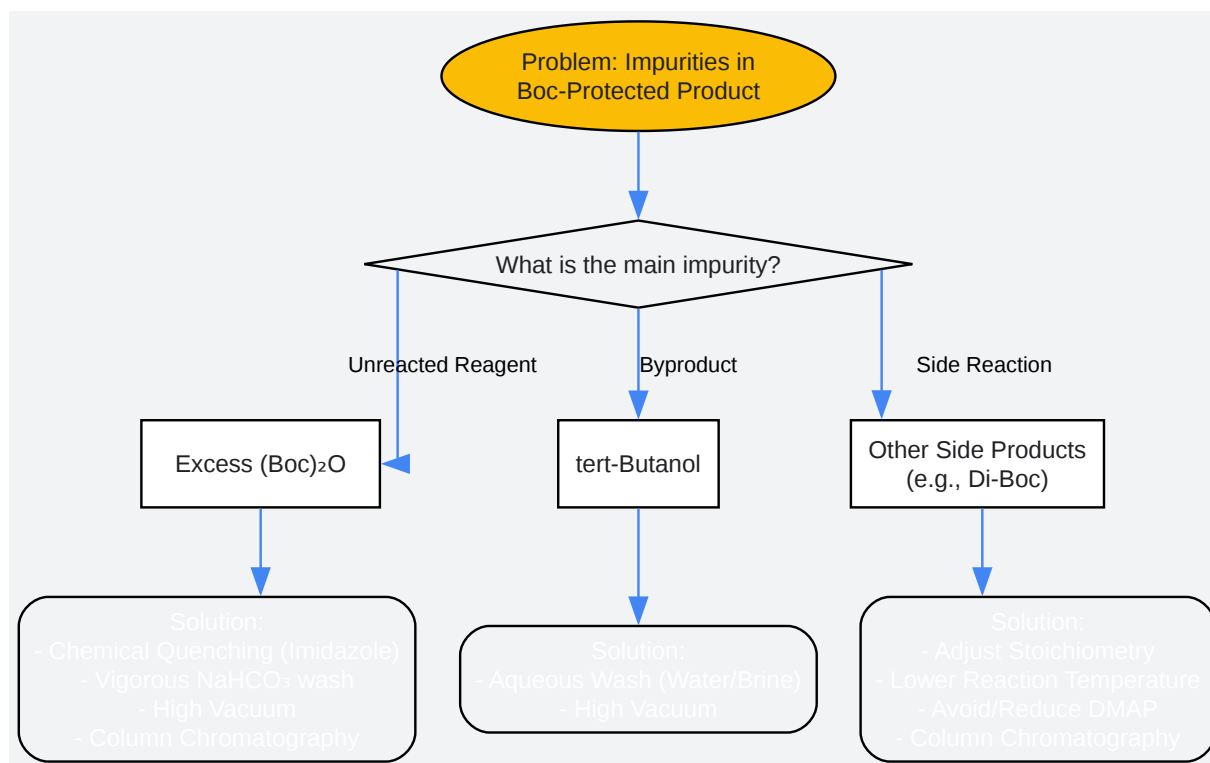 Problem: Impurities in
Boc-Protected Product
What is the main impurity?
Unreacted Reagent
Byproduct
Side Reaction
Excess (Boc)₂O
tert-Butanol
Other Side Products
(e.g., Di-Boc)
Solution:
- Chemical Quenching (Imidazole)
- Vigorous NaHCO₃ wash
- High Vacuum
- Column Chromatography
Solution:
- Aqueous Wash (Water/Brine)
- High Vacuum
Solution:
- Adjust Stoichiometry
- Lower Reaction Temperature
- Avoid/Reduce DMAP
- Column Chromatography